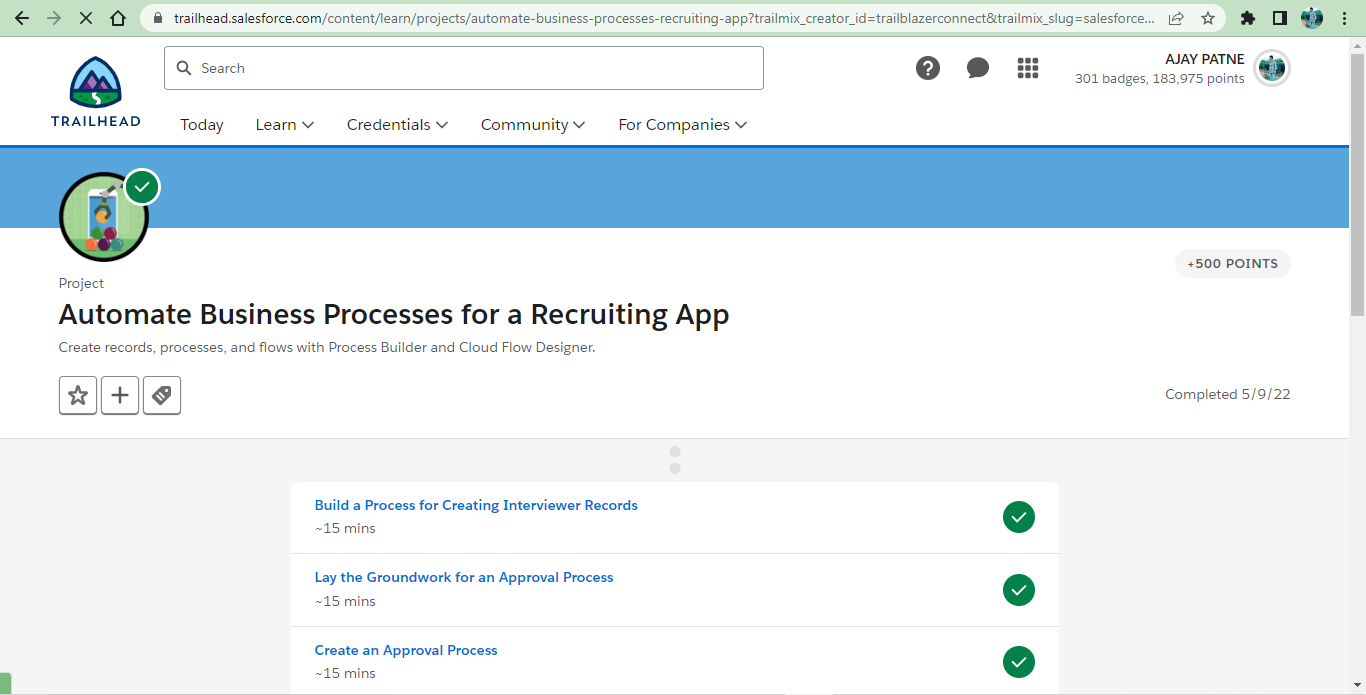 trailhead.salesforce.com/content/learn/projects/automate-business-processes-recruiting-app?trailmix_creator_id=trailblazerconnect&trailmix_slug=salesforce...
Search
AJAY PATNE
301 badges, 183,975 points
TRAILHEAD
Today Learn Credentials Community For Companies
+500 POINTS
Project
Automate Business Processes for a Recruiting App
Create records, processes, and flows with Process Builder and Cloud Flow Designer.
Completed 5/9/22
Build a Process for Creating Interviewer Records
~15 mins
Lay the Groundwork for an Approval Process
~15 mins
Create an Approval Process
~15 mins